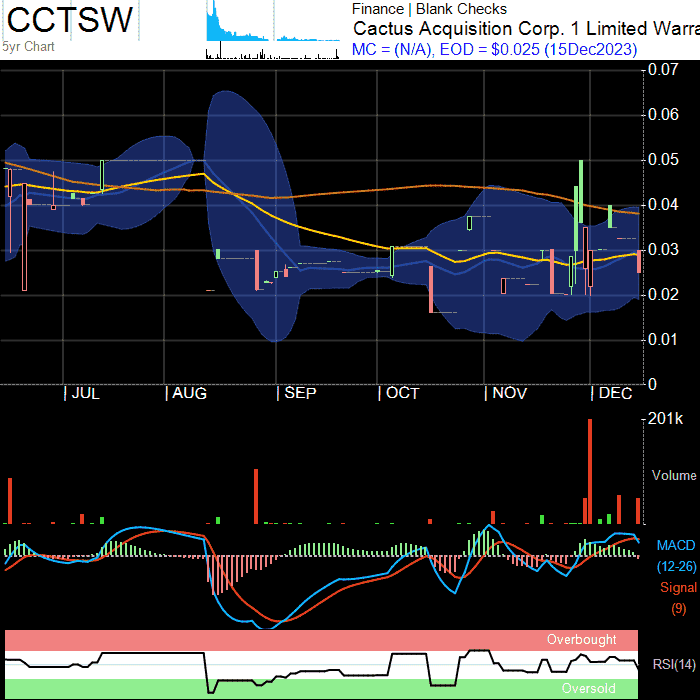 CCTSW
5yr Chart
Finance | Blank Checks
Cactus Acquisition Corp. 1 Limited Warra
MC = (N/A), EOD = $0.025 (15Dec2023)
0.07
0.06
0.05
0.04
0.03
0.02
0.01
0
JUL AUG SEP OCT NOV DEC
201k
Volume
MACD
(12-26)
Signal
(9)
Overbought
RSI(14)
Oversold